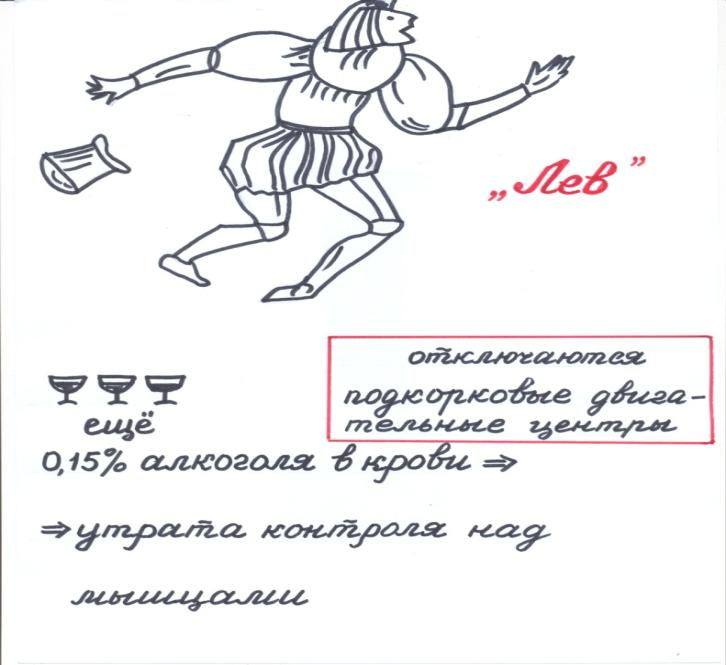 „Лев”
отключаются
подкорковые двига-
тельные центры
ещё
0,15% алкоголя в крови ⇒
⇒ утрата контроля над
мышцами